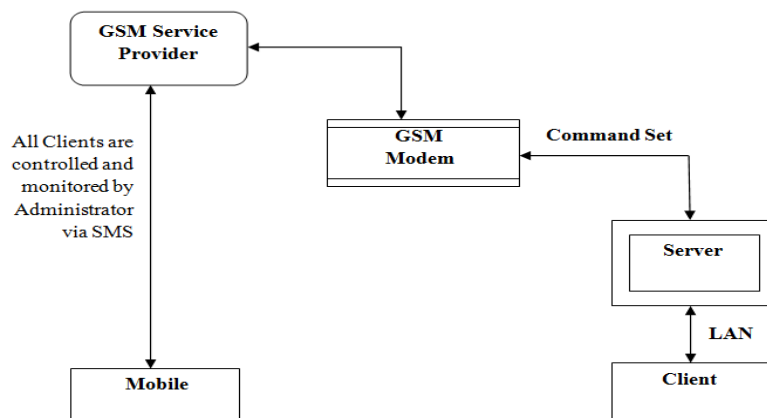 GSM Service
Provider
GSM
Modem
Command Set
All Clients are
controlled and
monitored by
Administrator
via SMS
Server
LAN
Mobile
Client